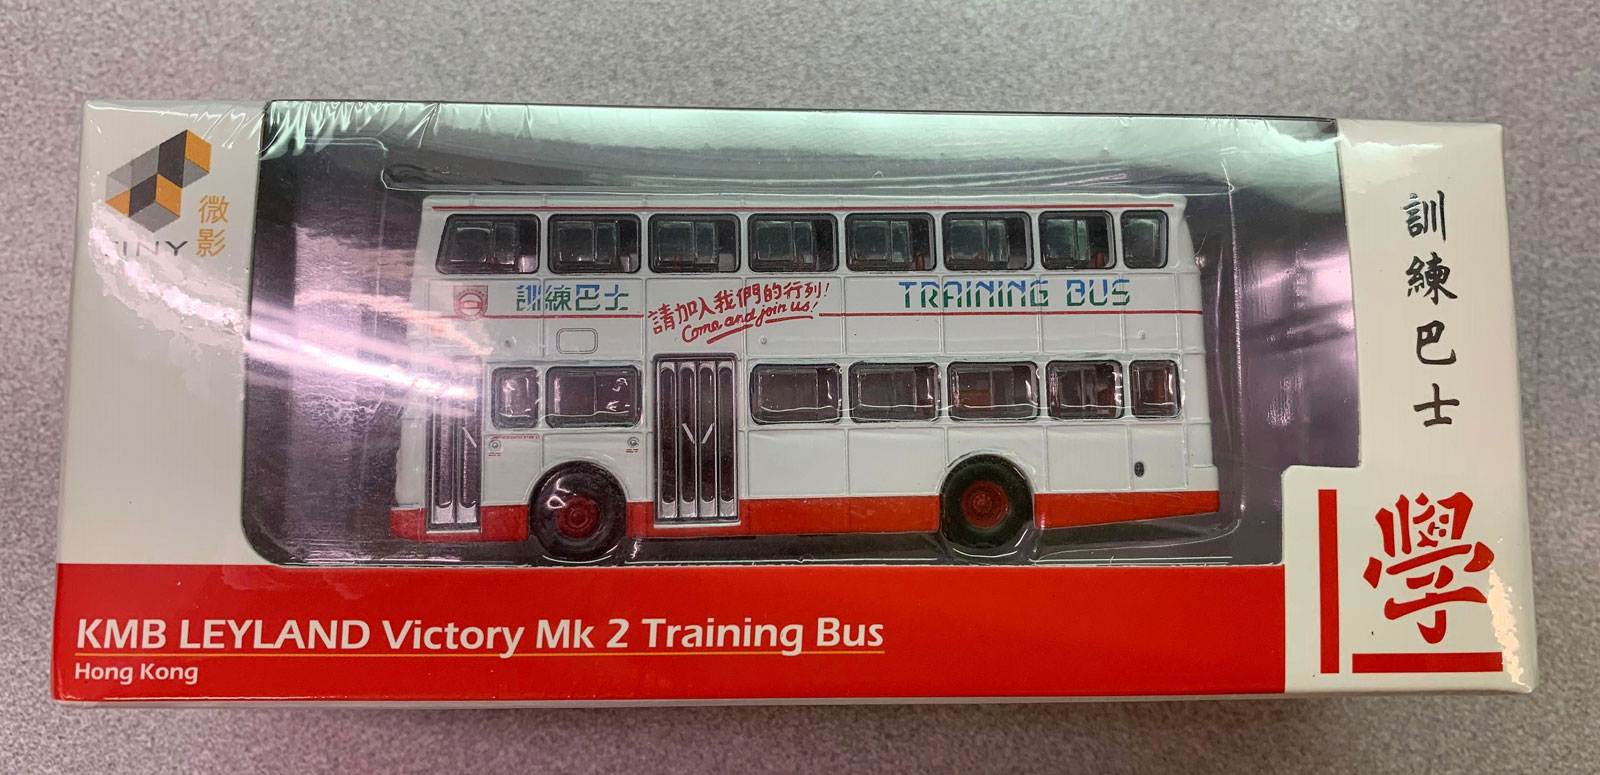 微影
TINY
訓練巴士
請加入我們的行列!
Come and join us!
TRAINING BUS
訓練巴士
學
KMB LEYLAND Victory Mk 2 Training Bus
Hong Kong